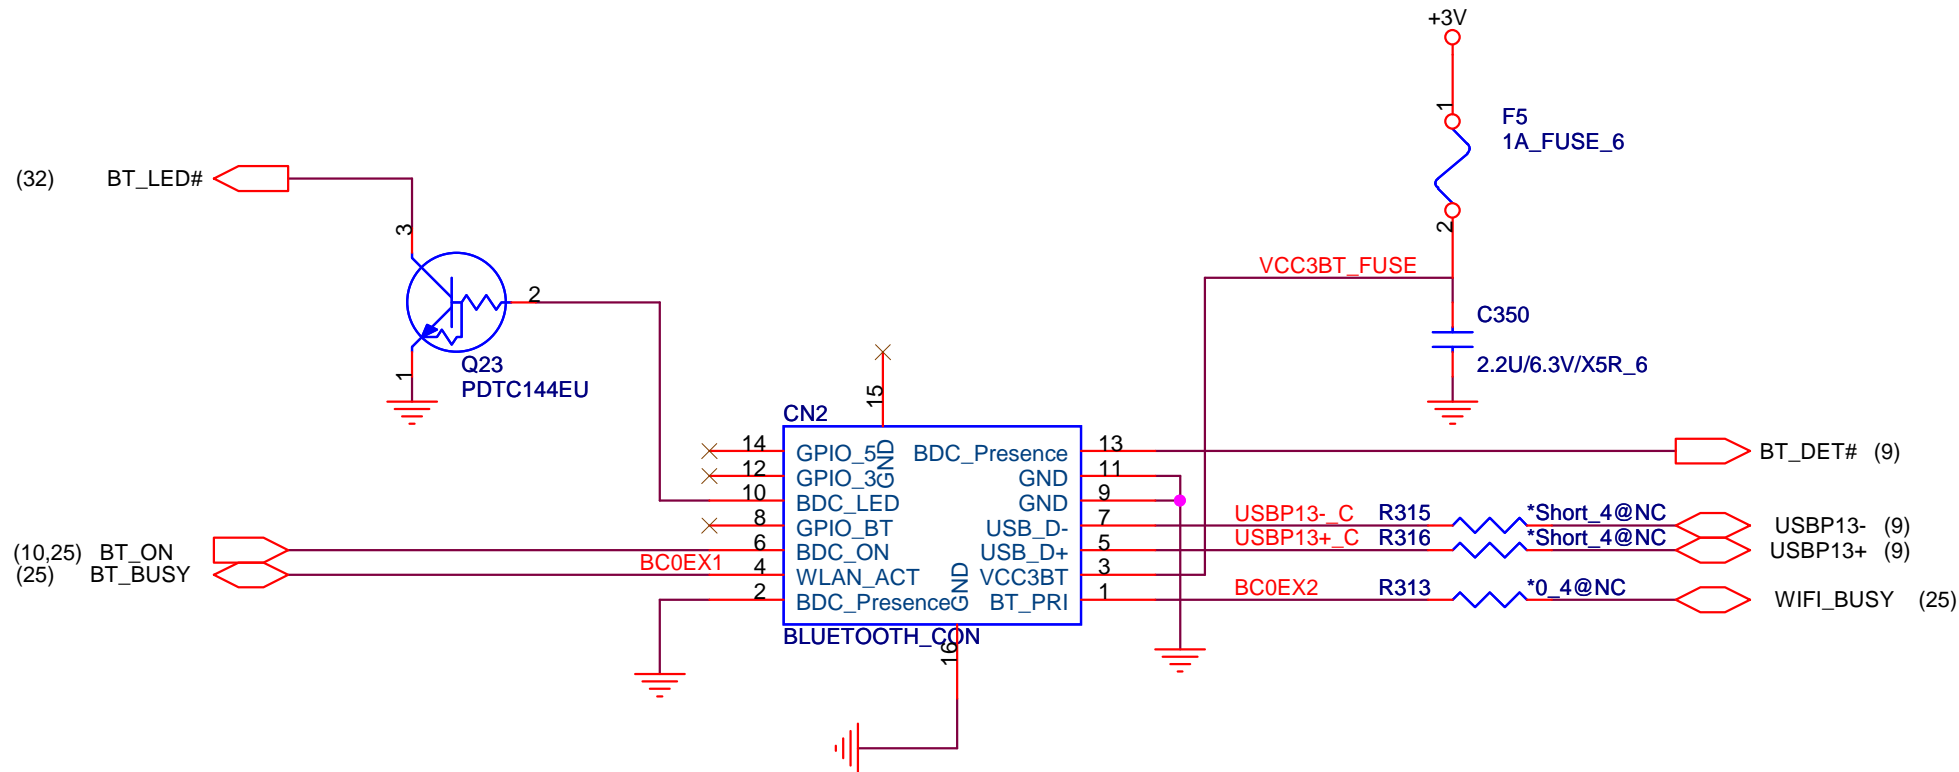 +3V
1
F5
1A_FUSE_6
2
(32) BT_LED#
3
2
1
Q23
PDTC144EU
VCC3BT_FUSE
C350
2.2U/6.3V/X5R_6
15
CN2
14 GPIO_5 GND BDC_Presence 13
12 GPIO_3 GND 11
10 BDC_LED GND 9
8 GPIO_BT USB_D- 7
6 BDC_ON USB_D+ 5
4 WLAN_ACT VCC3BT 3
2 BDC_Presence GND BT_PRI 1
BLUETOOTH_CON
16
BT_DET# (9)
USBP13-_C R315 *Short_4@NC USBP13- (9)
USBP13+_C R316 *Short_4@NC USBP13+ (9)
(10,25) BT_ON
(25) BT_BUSY BC0EX1
BC0EX2 R313 *0_4@NC WIFI_BUSY (25)